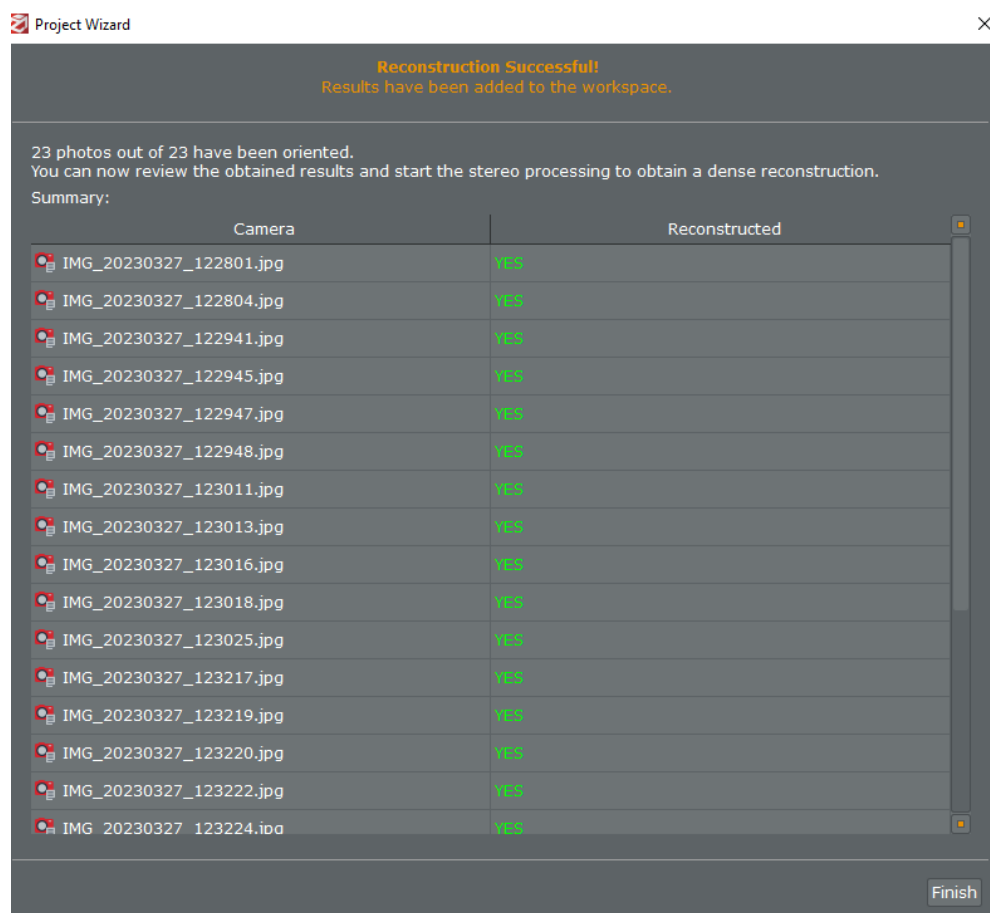 Project Wizard
Reconstruction Successful!
Results have been added to the workspace.
23 photos out of 23 have been oriented.
You can now review the obtained results and start the stereo processing to obtain a dense reconstruction.
Summary:
Camera Reconstructed
IMG_20230327_122801.jpg YES
IMG_20230327_122804.jpg YES
IMG_20230327_122941.jpg YES
IMG_20230327_122945.jpg YES
IMG_20230327_122947.jpg YES
IMG_20230327_122948.jpg YES
IMG_20230327_123011.jpg YES
IMG_20230327_123013.jpg YES
IMG_20230327_123016.jpg YES
IMG_20230327_123018.jpg YES
IMG_20230327_123025.jpg YES
IMG_20230327_123217.jpg YES
IMG_20230327_123219.jpg YES
IMG_20230327_123220.jpg YES
IMG_20230327_123222.jpg YES
IMG_20230327_123224.jpg YES
Finish